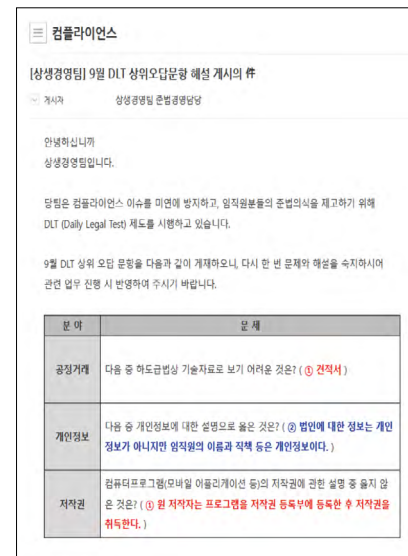 컴플라이언스
[상생경영팀] 9월 DLT 상위오답문항 해설 게시의 件
게시자 상생경영팀 준법경영담당
안녕하십니까
상생경영팀입니다.
당팀은 컴플라이언스 이슈를 미연에 방지하고, 임직원분들의 준법의식을 제고하기 위해
DLT (Daily Legal Test) 제도를 시행하고 있습니다.
9월 DLT 상위 오답 문항을 다음과 같이 게재하오니, 다시 한 번 문제와 해설을 숙지하시어
관련 업무 진행 시 반영하여 주시기 바랍니다.
분 야 문 제
공정거래 다음 중 하도급법상 기술자료로 보기 어려운 것은? ( ① 견적서 )
개인정보 다음 중 개인정보에 대한 설명으로 옳은 것은? ( ② 법인에 대한 정보는 개인
정보가 아니지만 임직원의 이름과 직책 등은 개인정보이다. )
저작권 컴퓨터프로그램(모바일 어플리케이션 등)의 저작권에 관한 설명 중 옳지 않
은 것은? ( ① 원 저작자는 프로그램을 저작권 등록부에 등록한 후 저작권을
취득한다. )